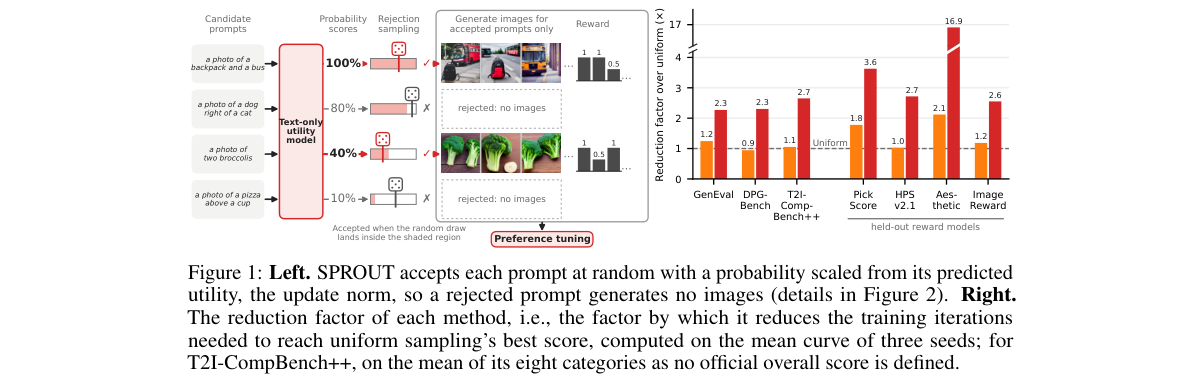 Candidate
prompts
Probability
scores
Rejection
sampling
Generate images for
accepted prompts only
Reward
a photo of a
backpack and a bus
100%
✓
1 1 0.5
...
...
a photo of a dog
right of a cat
80%
✗
rejected: no images
Text-only
utility
model
a photo of
two broccolis
40%
✓
1 0.5 1
...
...
a photo of a pizza
above a cup
10%
✗
rejected: no images
Accepted when the random draw
lands inside the shaded region
Preference tuning
Reduction factor over uniform (×)
17
4
3
2
1
0
1.2 2.3
0.9 2.3
1.1 2.7
Uniform
1.8 3.6
1.0 2.7
2.1 16.9
1.2 2.6
GenEval
DPG-
Bench
T2I-
Comp-
Bench++
Pick
Score
HPS
v2.1
Aes-
thetic
Image
Reward
held-out reward models
Figure 1: Left. SPROUT accepts each prompt at random with a probability scaled from its predicted
utility, the update norm, so a rejected prompt generates no images (details in Figure 2). Right.
The reduction factor of each method, i.e., the factor by which it reduces the training iterations
needed to reach uniform sampling's best score, computed on the mean curve of three seeds; for
T2I-CompBench++, on the mean of its eight categories as no official overall score is defined.